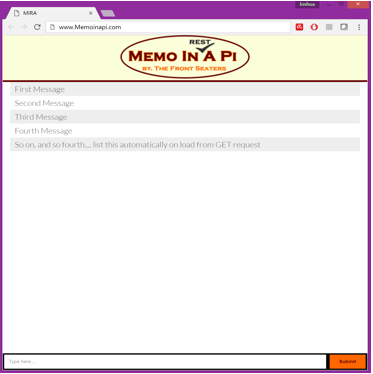 Joshua
MIRA
www.Memoinapi.com
REST
MEMO IN A PI
BY. THE FRONT SEATERS
First Message
Second Message
Third Message
Fourth Message
So on, and so fourth.... list this automatically on load from GET request
Type here ...
Submit